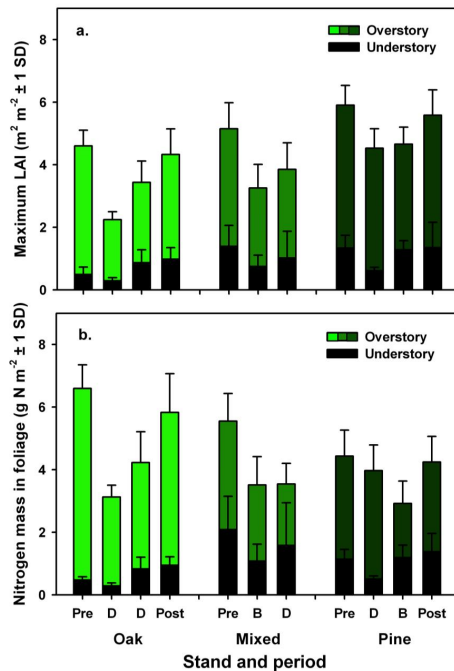 a.
Overstory
Understory
Maximum LAI (m² m⁻² ± 1 SD)
8
6
4
2
0
b.
Overstory
Understory
Nitrogen mass in foliage (g N m⁻² ± 1 SD)
8
6
4
2
0
Pre D D Post Pre B D Pre D B Post
Oak Mixed Pine
Stand and period